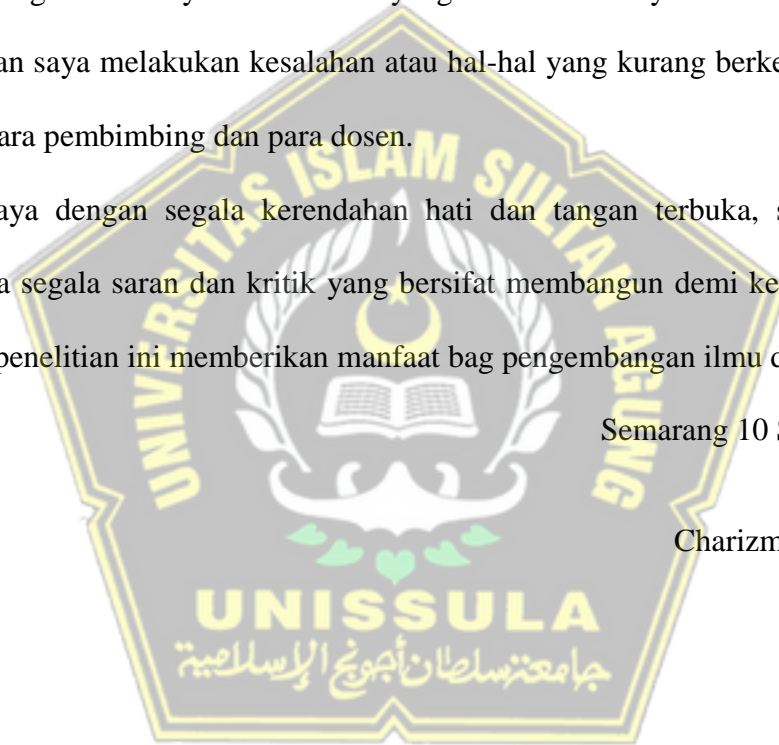 an saya melakukan kesalahan atau hal-hal yang kurang berke
ara pembimbing dan para dosen.
aya dengan segala kerendahan hati dan tangan terbuka, s
a segala saran dan kritik yang bersifat membangun demi ke
penelitian ini memberikan manfaat bag pengembangan ilmu d
Semarang 10 S
Charizm
UNIVERSITAS ISLAM SULTAN AGUNG
UNISSULA
جامعتنسلطان أجونج الإسلامية